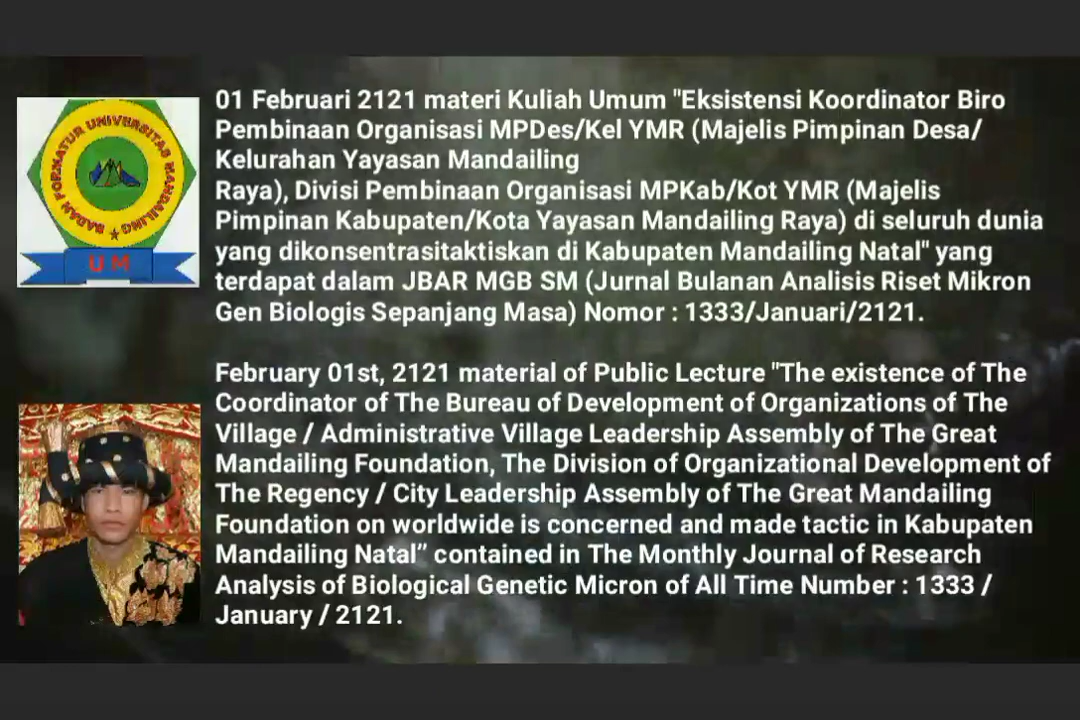 BADAN FORMATUR UNIVERSITAS MANDAILING
UM
01 Februari 2121 materi Kuliah Umum "Eksistensi Koordinator Biro
Pembinaan Organisasi MPDes/Kel YMR (Majelis Pimpinan Desa/
Kelurahan Yayasan Mandailing
Raya), Divisi Pembinaan Organisasi MPKab/Kot YMR (Majelis
Pimpinan Kabupaten/Kota Yayasan Mandailing Raya) di seluruh dunia
yang dikonsentrasitaktiskan di Kabupaten Mandailing Natal" yang
terdapat dalam JBAR MGB SM (Jurnal Bulanan Analisis Riset Mikron
Gen Biologis Sepanjang Masa) Nomor : 1333/Januari/2121.
February 01st, 2121 material of Public Lecture "The existence of The
Coordinator of The Bureau of Development of Organizations of The
Village / Administrative Village Leadership Assembly of The Great
Mandailing Foundation, The Division of Organizational Development of
The Regency / City Leadership Assembly of The Great Mandailing
Foundation on worldwide is concerned and made tactic in Kabupaten
Mandailing Natal” contained in The Monthly Journal of Research
Analysis of Biological Genetic Micron of All Time Number : 1333 /
January / 2121.